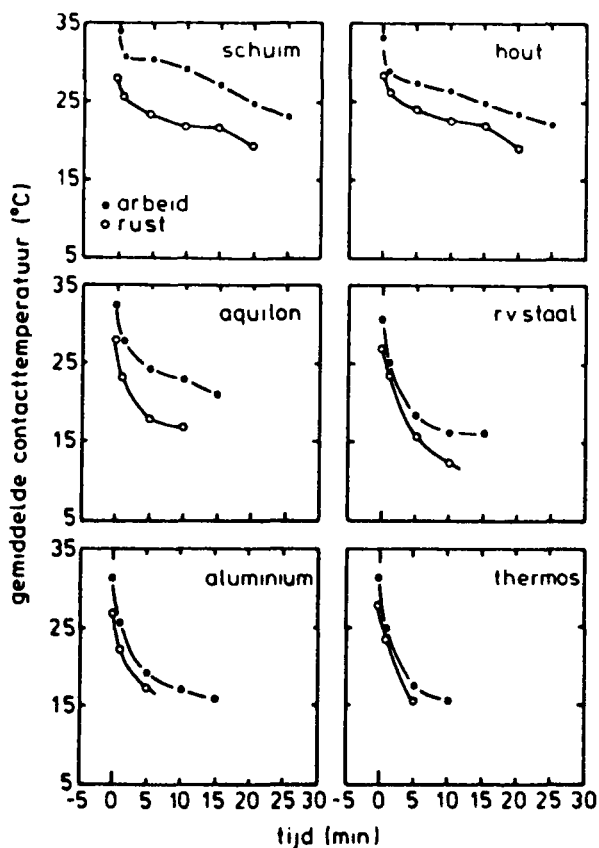 gemiddelde contacttemperatuur (°C)
35
25
15
5
schuim
• arbeid
○ rust
hout
35
25
15
5
aquilon
rv staal
35
25
15
5
aluminium
thermos
-5 0 5 10 15 20 25 30
-5 0 5 10 15 20 25 30
tijd (min)